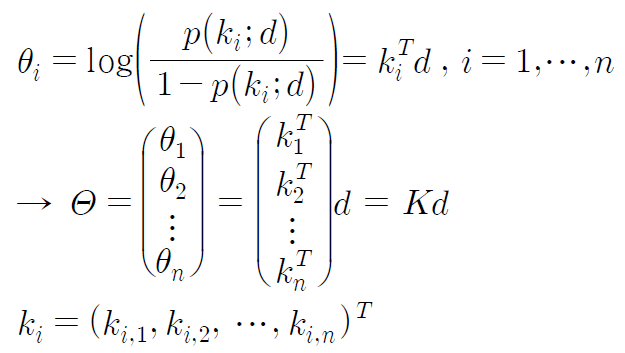 θ_i = log( p(k_i; d) / (1 − p(k_i; d)) ) = k_i^T d , i = 1, ⋯, n
→ Θ = (θ_1 θ_2 ⋮ θ_n) = (k_1^T k_2^T ⋮ k_n^T) d = Kd
k_i = (k_{i,1}, k_{i,2}, ⋯, k_{i,n})^T